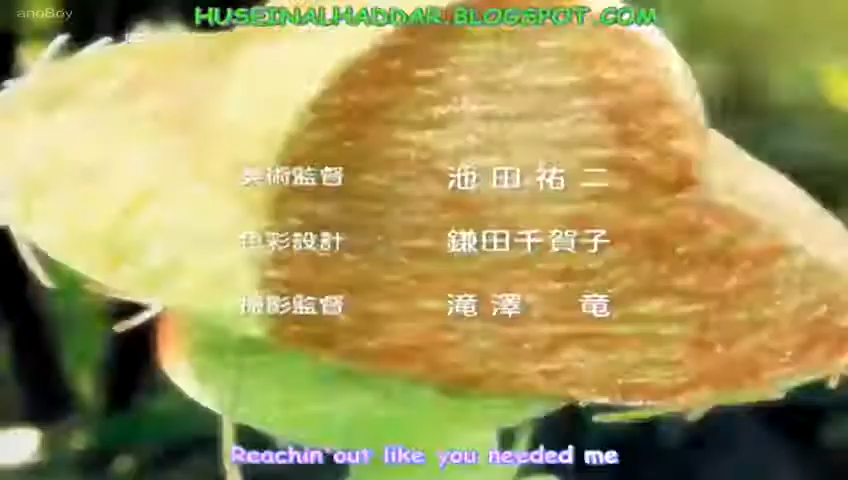 anoBoy
HUSEINALHADDAR.BLOGSPOT.COM
美術監督 池田祐二
色彩設計 鎌田千賀子
撮影監督 滝澤 竜
Reachin'out like you needed me